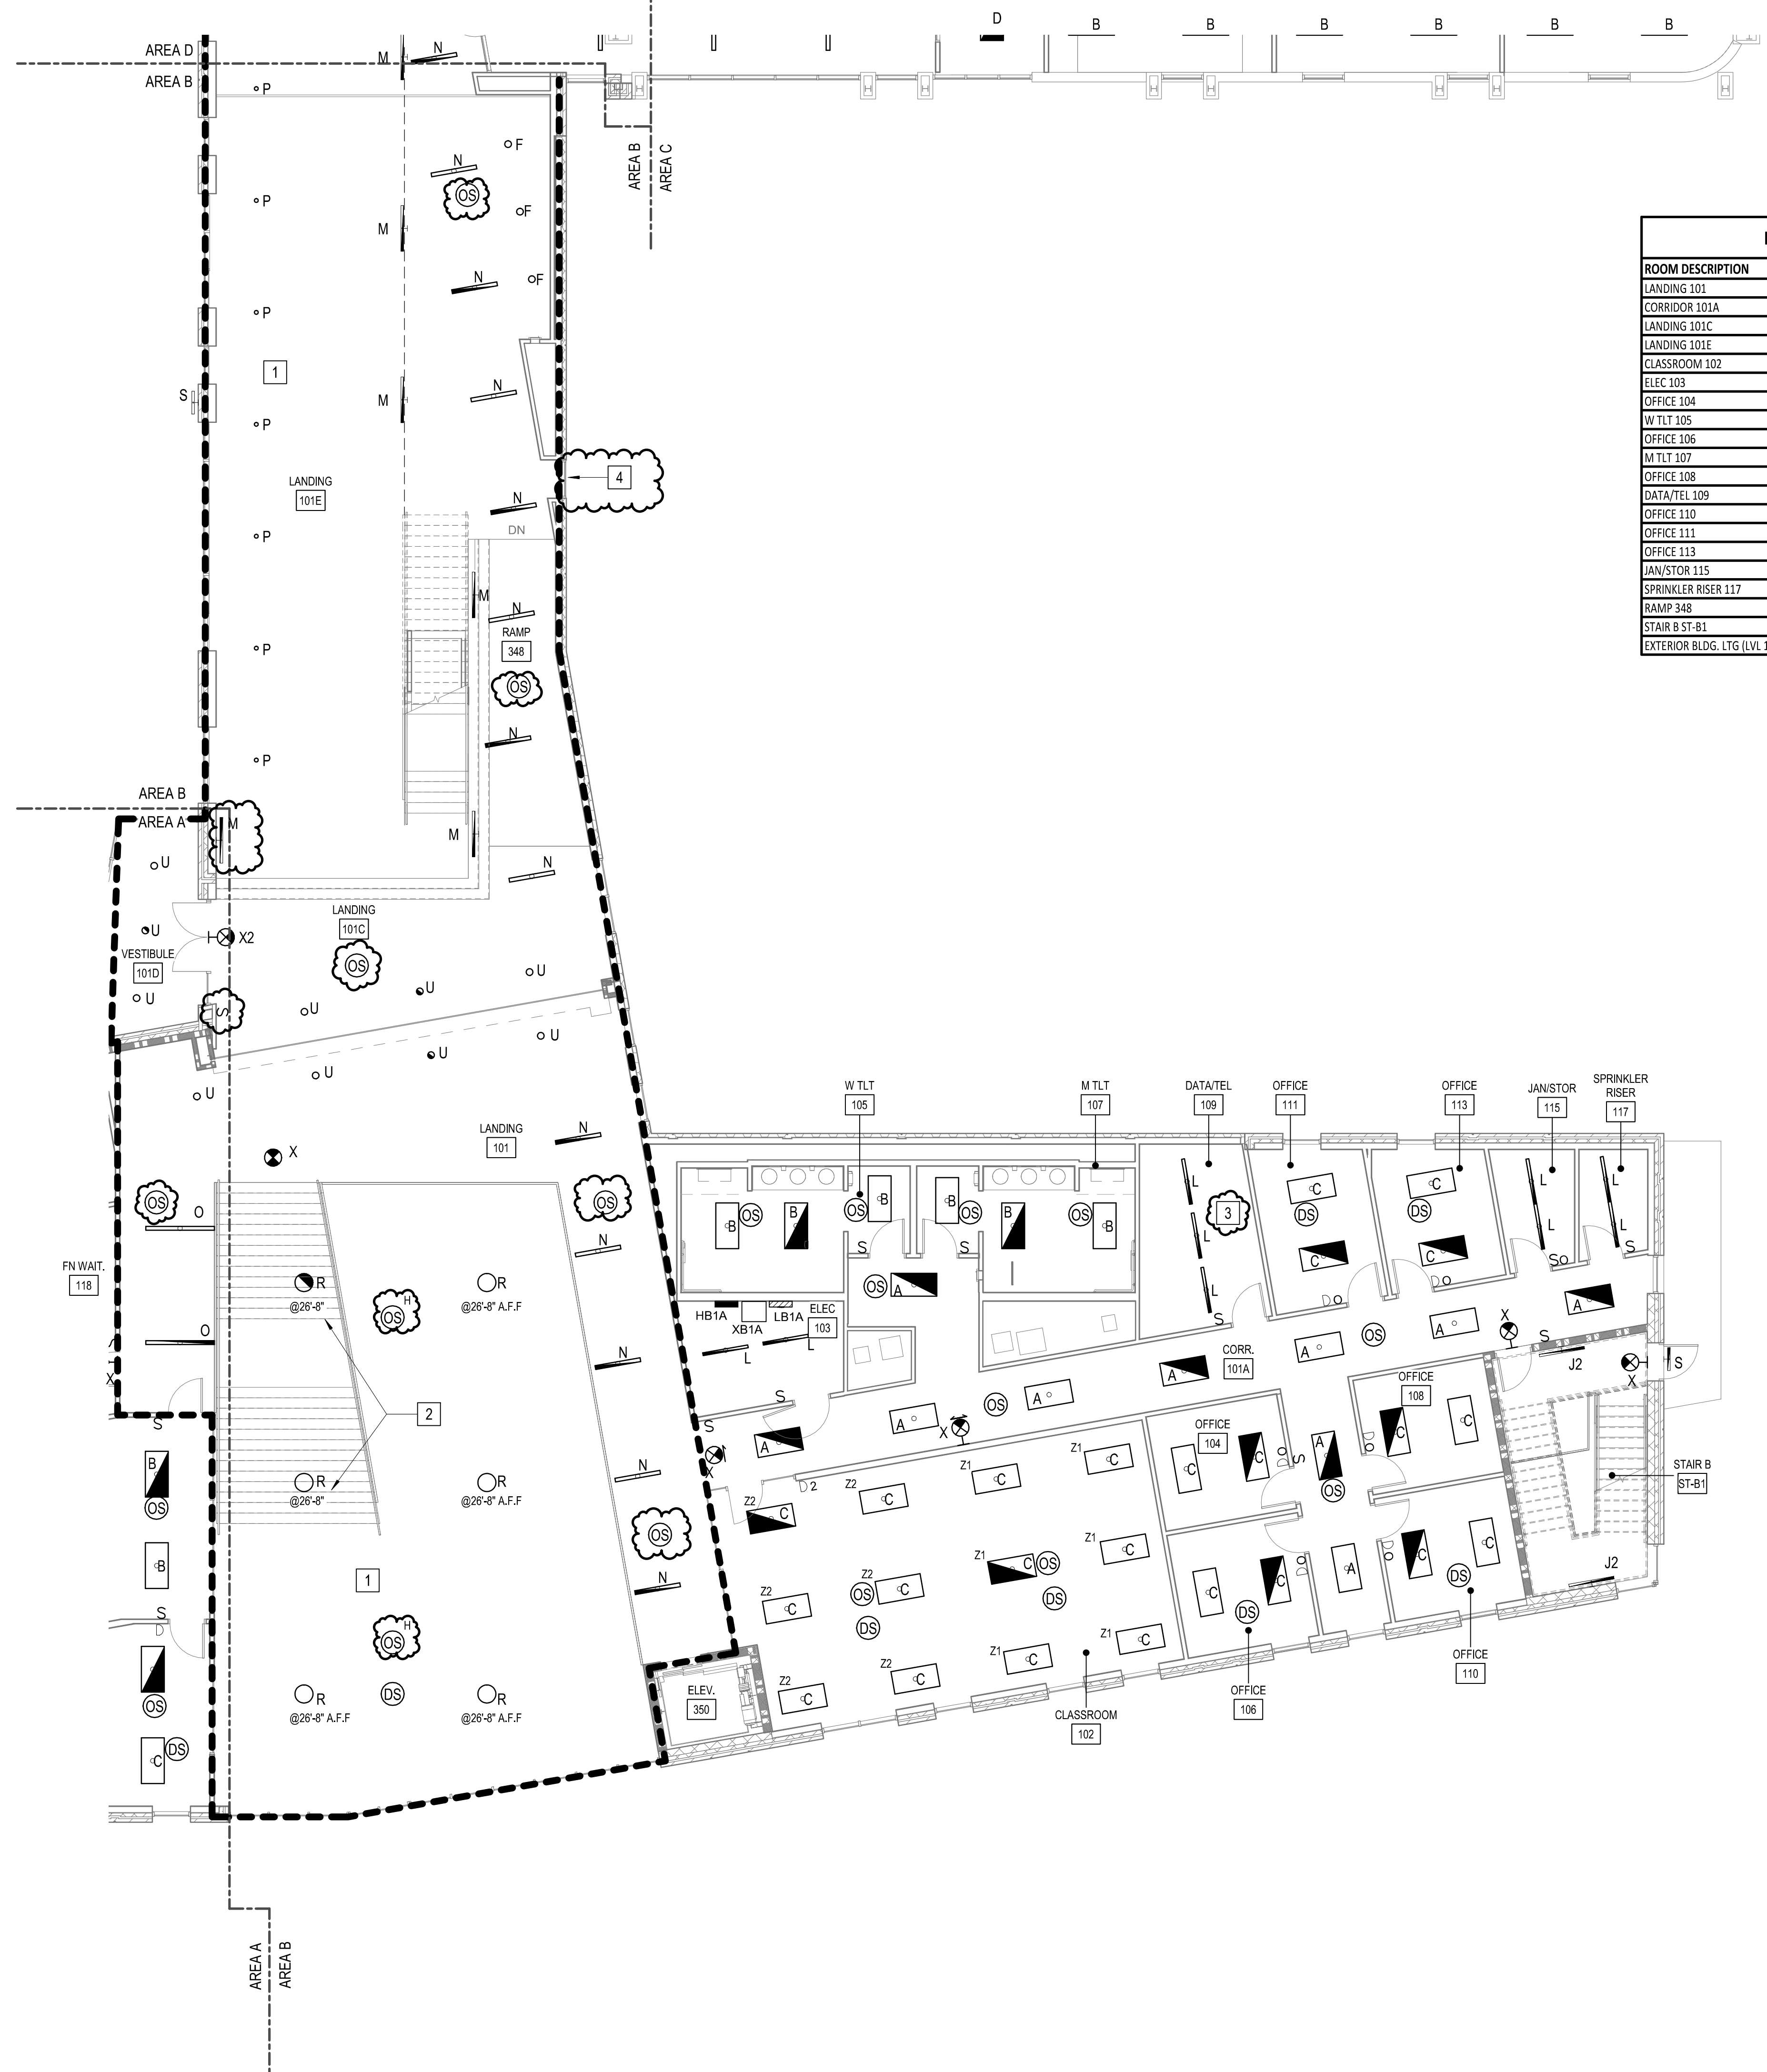 D
B
B
B
B
B
B
AREA D
AREA B
M
N
P
F
N
OS
AREA B
AREA C
P
F
M
N
F
P
1
S
M
N
P
4
LANDING
101E
N
DN
P
M
N
RAMP
348
P
OS
N
P
AREA B
AREA A
M
M
U
N
LANDING
101C
U
X2
VESTIBULE
101D
OS
U
U
U
U
S
U
U
U
U
X
LANDING
101
N
OS
OS
O
N
FN WAIT.
118
R
@26'-8"
R
@26'-8" A.F.F
OS
H
O
N
X
S
2
B
OS
R
@26'-8"
R
@26'-8" A.F.F
N
OS
B
1
N
S
D
OS
H
OS
R
@26'-8" A.F.F
DS
R
@26'-8" A.F.F
C
DS
ELEV.
350
AREA A
AREA B
ROOM DESCRIPTION
LANDING 101
CORRIDOR 101A
LANDING 101C
LANDING 101E
CLASSROOM 102
ELEC 103
OFFICE 104
W TLT 105
OFFICE 106
M TLT 107
OFFICE 108
DATA/TEL 109
OFFICE 110
OFFICE 111
OFFICE 113
JAN/STOR 115
SPRINKLER RISER 117
RAMP 348
STAIR B ST-B1
EXTERIOR BLDG. LTG (LVL 1
W TLT
105
M TLT
107
DATA/TEL
109
OFFICE
111
OFFICE
113
JAN/STOR
115
SPRINKLER
RISER
117
B
OS
B
OS
B
B
OS
B
OS
B
L
L
L
3
C
DS
C
DS
L
L
L
S
S
OS
A
C
C
S
S
D
O
D
O
S
O
HB1A
XB1A
LB1A
ELEC
103
L
L
A
A
OS
A
X
S
J2
X
S
CORR.
101A
A
A
OS
A
X
S
S
A
X
OFFICE
108
C
C
D
O
OFFICE
104
C
C
D
O
S
A
OS
STAIR B
ST-B1
D
2
Z2
C
Z2
C
Z1
C
Z1
C
Z1
C
OS
Z1
C
DS
Z2
C
OS
Z2
C
DS
Z1
C
Z1
C
Z2
C
Z2
C
C
C
D
O
DS
A
C
C
D
O
DS
J2
CLASSROOM
102
OFFICE
106
OFFICE
110